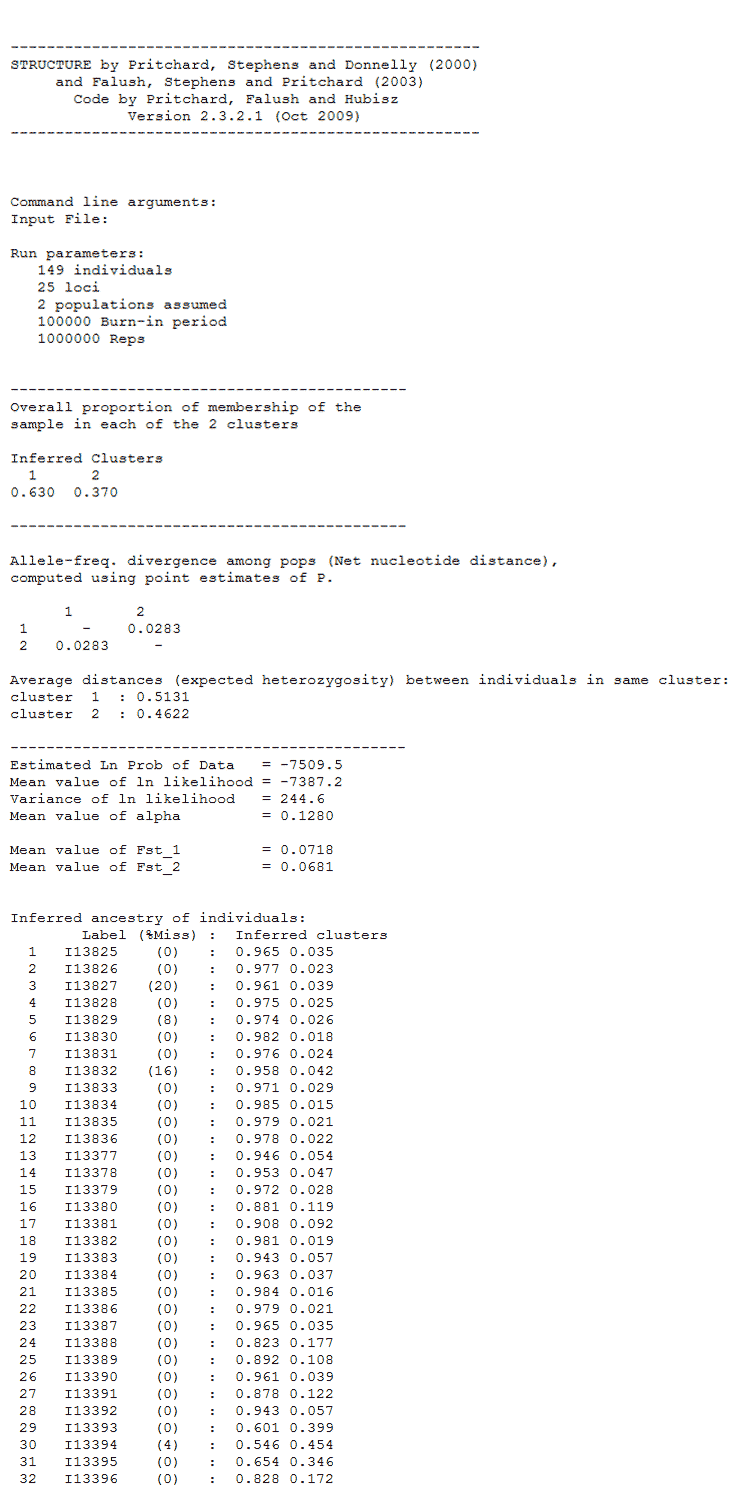 ----------------------------------------------------
STRUCTURE by Pritchard, Stephens and Donnelly (2000)
     and Falush, Stephens and Pritchard (2003)
       Code by Pritchard, Falush and Hubisz
             Version 2.3.2.1 (Oct 2009)
----------------------------------------------------
Command line arguments:
Input File:
Run parameters:
   149 individuals
   25 loci
   2 populations assumed
   100000 Burn-in period
   1000000 Reps
--------------------------------------------
Overall proportion of membership of the
sample in each of the 2 clusters
Inferred Clusters
  1      2
0.630  0.370
--------------------------------------------
Allele-freq. divergence among pops (Net nucleotide distance),
computed using point estimates of P.
      1       2
 1      -    0.0283
 2   0.0283     -
Average distances (expected heterozygosity) between individuals in same cluster:
cluster  1  : 0.5131
cluster  2  : 0.4622
--------------------------------------------
Estimated Ln Prob of Data   = -7509.5
Mean value of ln likelihood = -7387.2
Variance of ln likelihood   = 244.6
Mean value of alpha         = 0.1280
Mean value of Fst_1         = 0.0718
Mean value of Fst_2         = 0.0681
Inferred ancestry of individuals:
        Label (%Miss) :  Inferred clusters
  1   I13825    (0)   :  0.965 0.035
  2   I13826    (0)   :  0.977 0.023
  3   I13827   (20)   :  0.961 0.039
  4   I13828    (0)   :  0.975 0.025
  5   I13829    (8)   :  0.974 0.026
  6   I13830    (0)   :  0.982 0.018
  7   I13831    (0)   :  0.976 0.024
  8   I13832   (16)   :  0.958 0.042
  9   I13833    (0)   :  0.971 0.029
 10   I13834    (0)   :  0.985 0.015
 11   I13835    (0)   :  0.979 0.021
 12   I13836    (0)   :  0.978 0.022
 13   I13377    (0)   :  0.946 0.054
 14   I13378    (0)   :  0.953 0.047
 15   I13379    (0)   :  0.972 0.028
 16   I13380    (0)   :  0.881 0.119
 17   I13381    (0)   :  0.908 0.092
 18   I13382    (0)   :  0.981 0.019
 19   I13383    (0)   :  0.943 0.057
 20   I13384    (0)   :  0.963 0.037
 21   I13385    (0)   :  0.984 0.016
 22   I13386    (0)   :  0.979 0.021
 23   I13387    (0)   :  0.965 0.035
 24   I13388    (0)   :  0.823 0.177
 25   I13389    (0)   :  0.892 0.108
 26   I13390    (0)   :  0.961 0.039
 27   I13391    (0)   :  0.878 0.122
 28   I13392    (0)   :  0.943 0.057
 29   I13393    (0)   :  0.601 0.399
 30   I13394    (4)   :  0.546 0.454
 31   I13395    (0)   :  0.654 0.346
 32   I13396    (0)   :  0.828 0.172